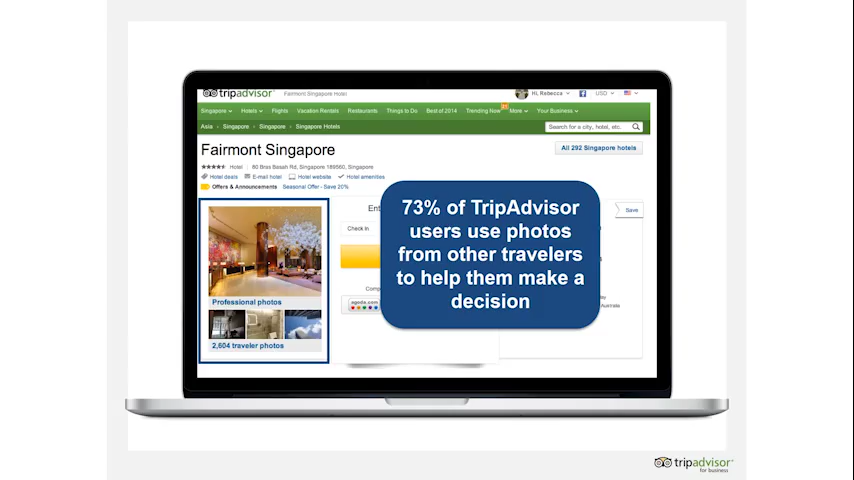 tripadvisor
Fairmont Singapore Hotel
Hi, Rebecca
USD
Singapore Hotels Flights Vacation Rentals Restaurants Things to Do Best of 2014 Trending Now More Your Business
Asia Singapore Singapore Singapore Hotels
Search for a city, hotel, etc.
Fairmont Singapore
All 292 Singapore hotels
Hotel 80 Bras Basah Rd, Singapore 189560, Singapore
Hotel deals E-mail hotel Hotel website Hotel amenities
Offers & Announcements Seasonal Offer - Save 20%
Save
Check In
agoda.com
Australia
Professional photos
2,604 traveler photos
73% of TripAdvisor
users use photos
from other travelers
to help them make a
decision
tripadvisor
for business